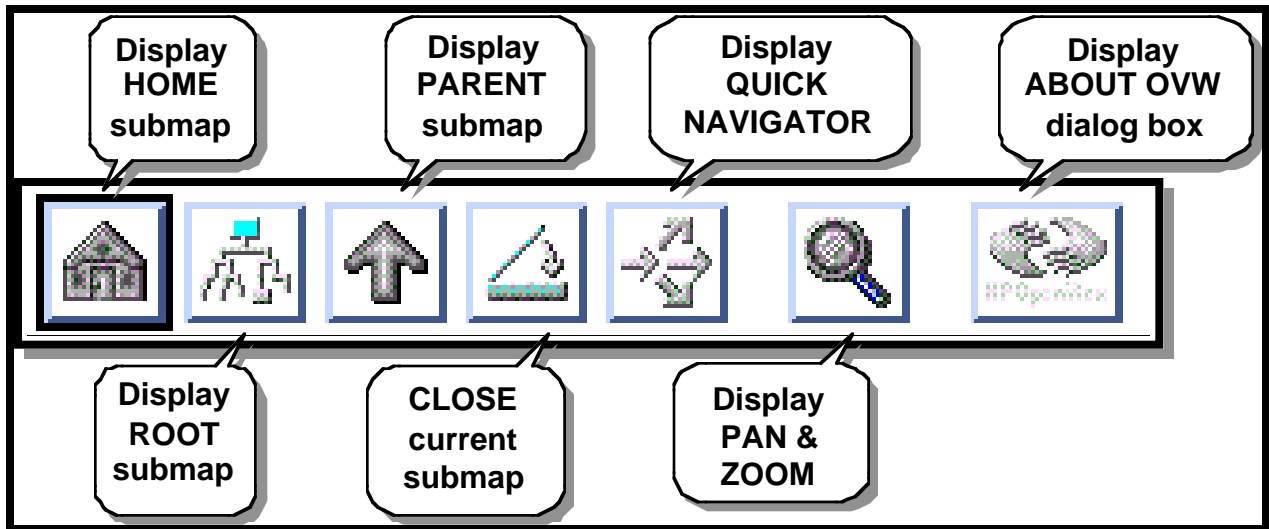 Display
HOME
submap
Display
PARENT
submap
Display
QUICK
NAVIGATOR
Display
ABOUT OVW
dialog box
Display
ROOT
submap
CLOSE
current
submap
Display
PAN &
ZOOM